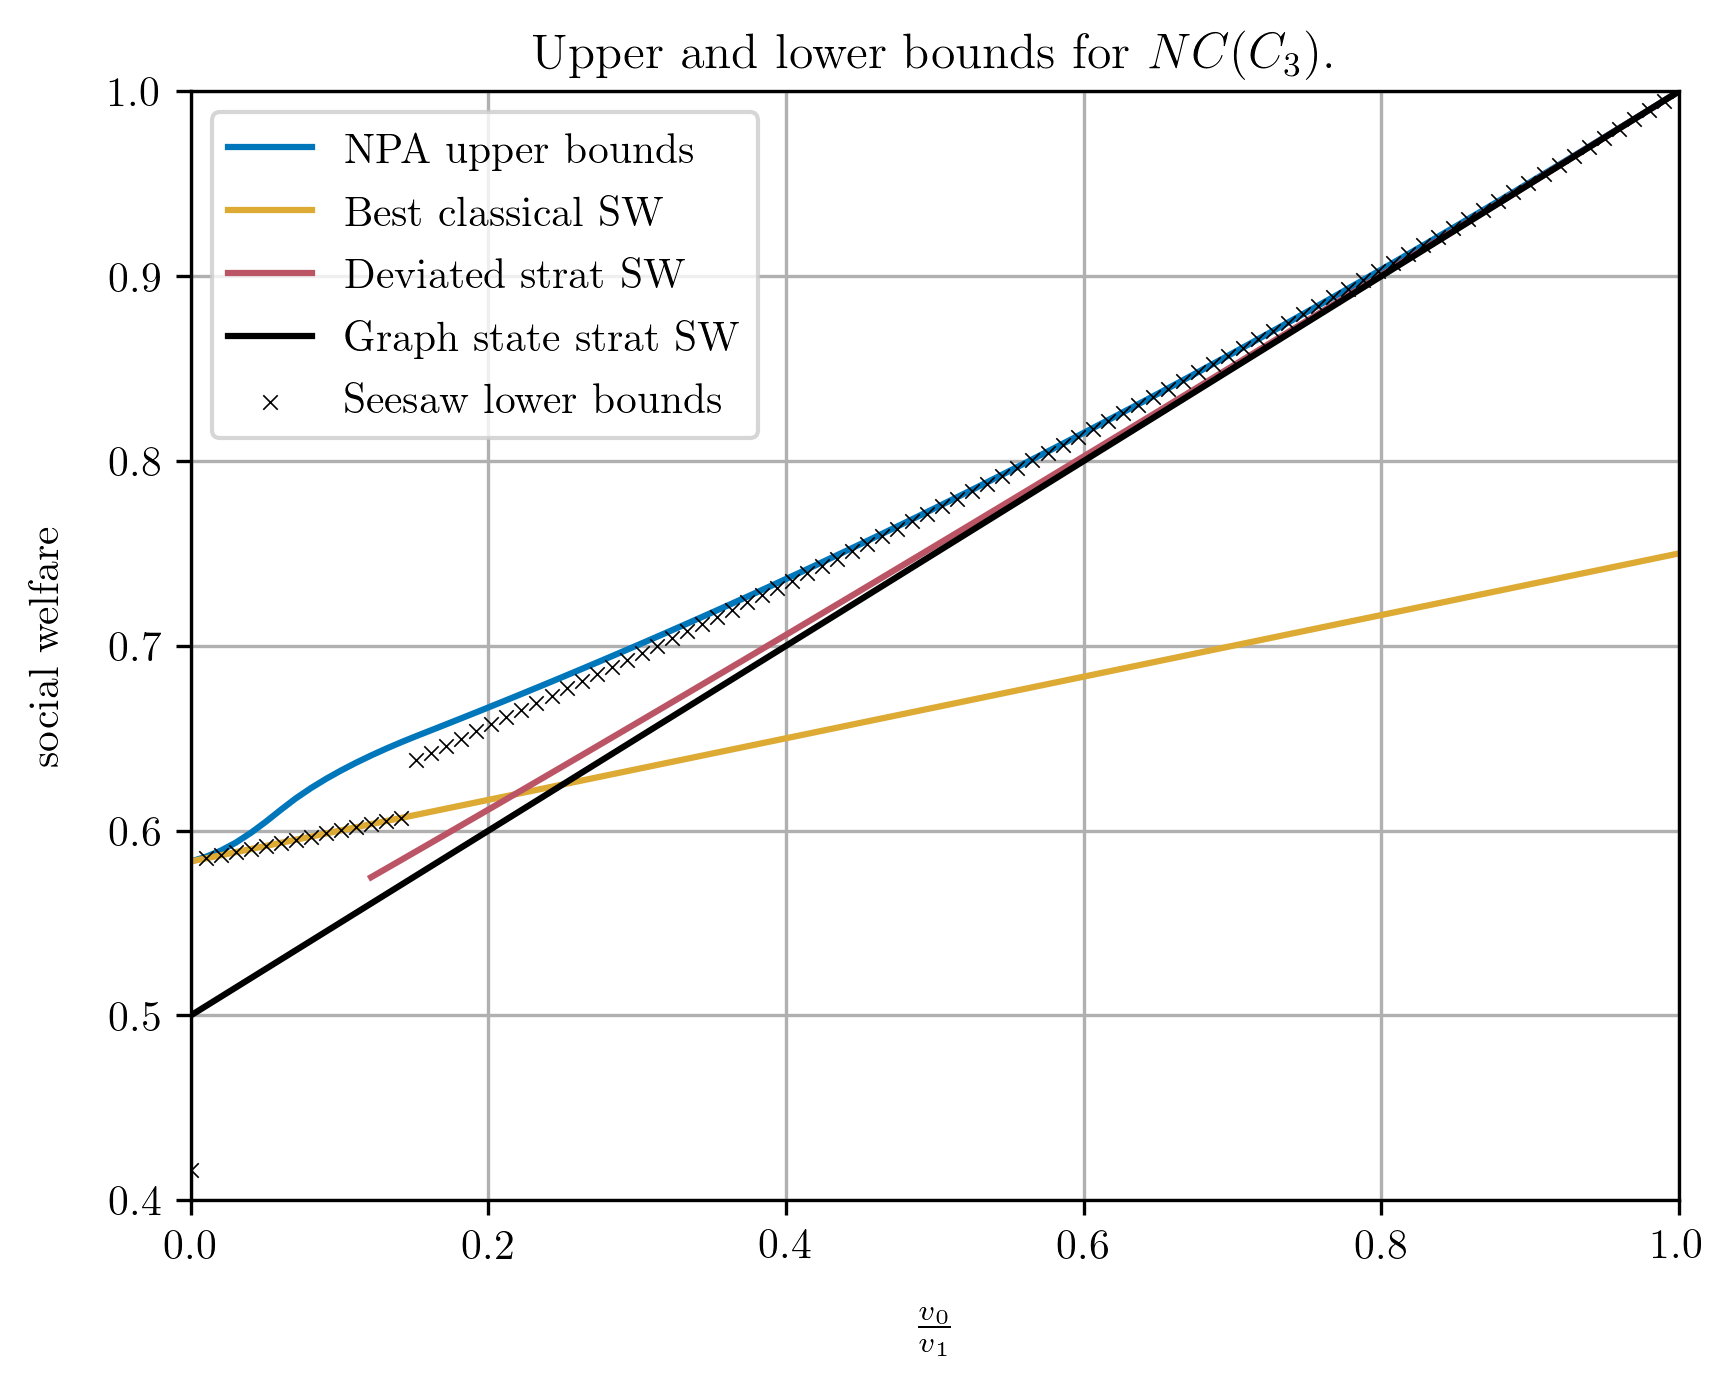 Upper and lower bounds for NC(C₃).
1.0
0.9
0.8
0.7
0.6
0.5
0.4
social welfare
NPA upper bounds
Best classical SW
Deviated strat SW
Graph state strat SW
Seesaw lower bounds
0.0 0.2 0.4 0.6 0.8 1.0
v₀
v₁